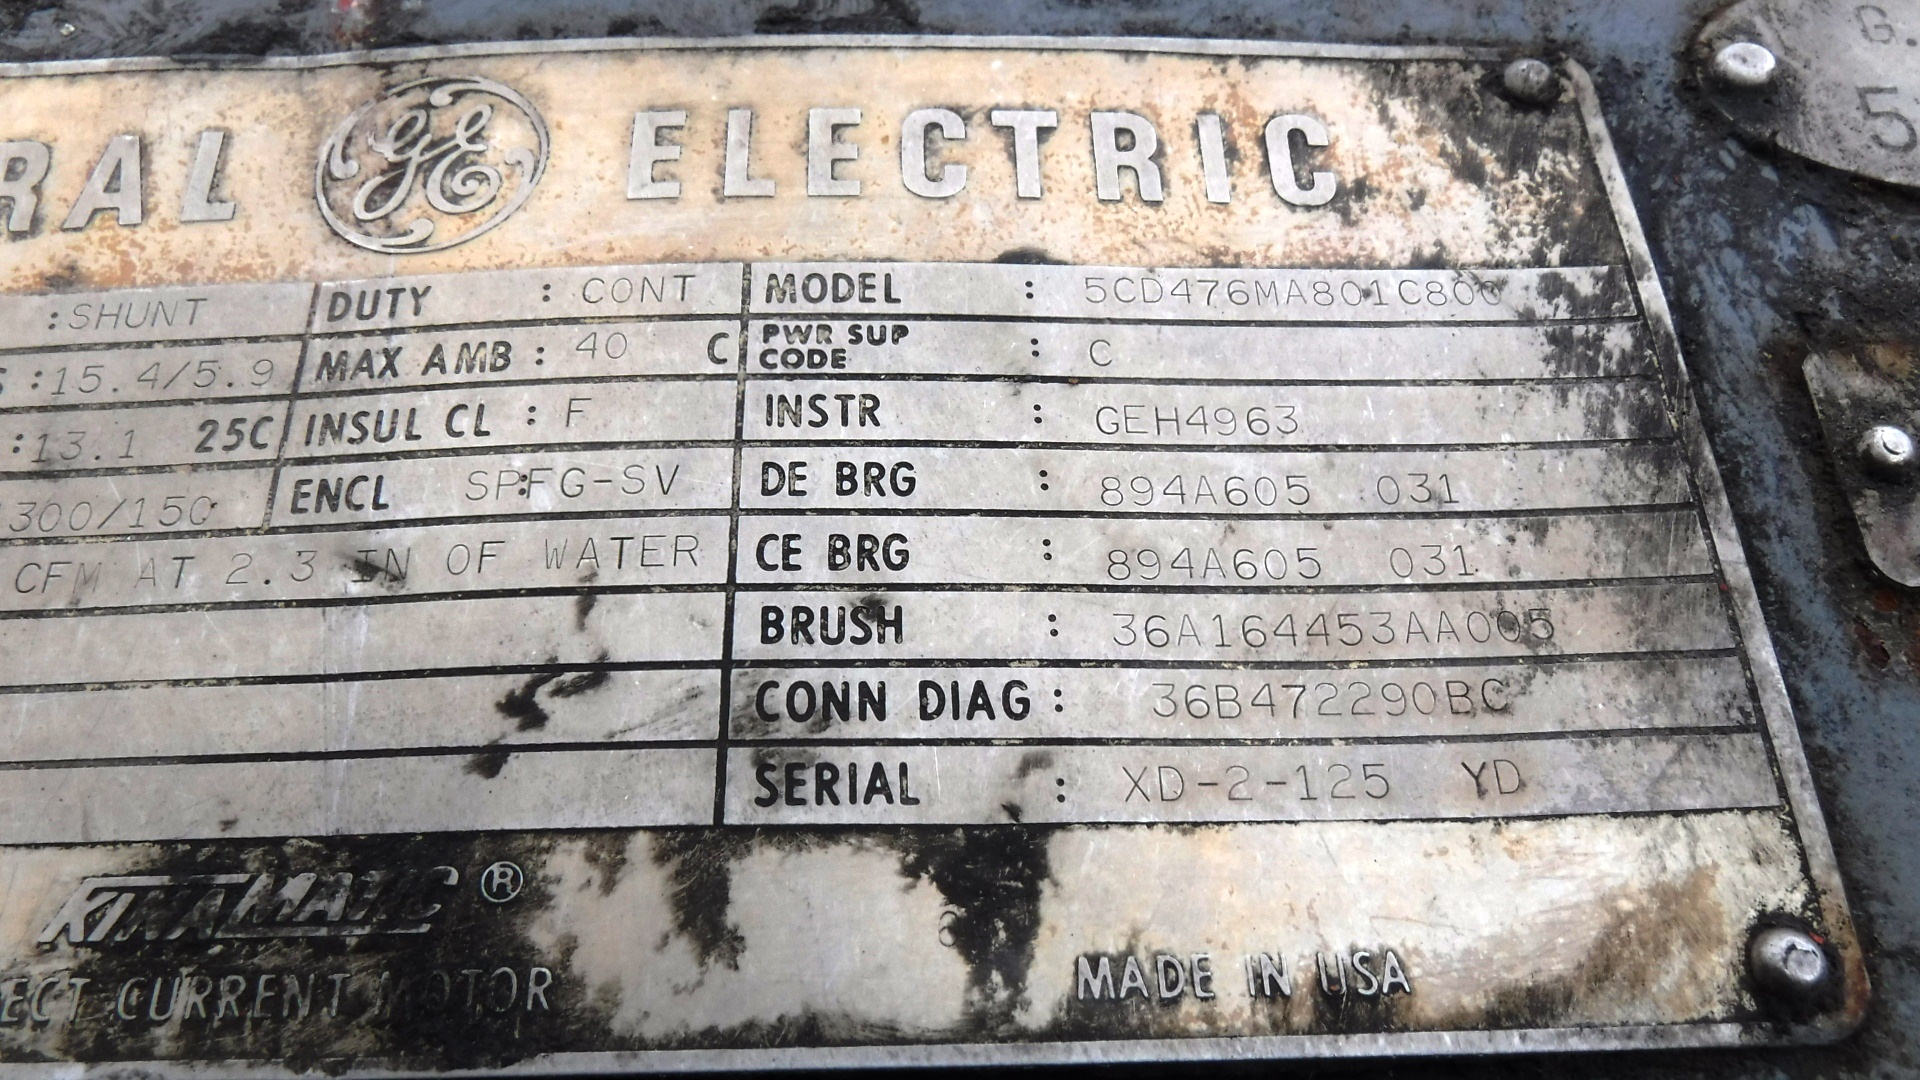 RAL GE ELECTRIC
G.
5
:SHUNT DUTY : CONT MODEL : 5CD476MA801C800
S :15.4/5.9 MAX AMB : 40 C PWR SUP CODE : C
:13.1 25C INSUL CL : F INSTR : GEH4963
300/150 ENCL : SPFG-SV DE BRG : 894A605 031
CFM AT 2.3 IN OF WATER CE BRG : 894A605 031
BRUSH : 36A164453AA005
CONN DIAG : 36B472290BC
SERIAL : XD-2-125 YD
KINAMATIC ®
ECT CURRENT MOTOR
MADE IN USA